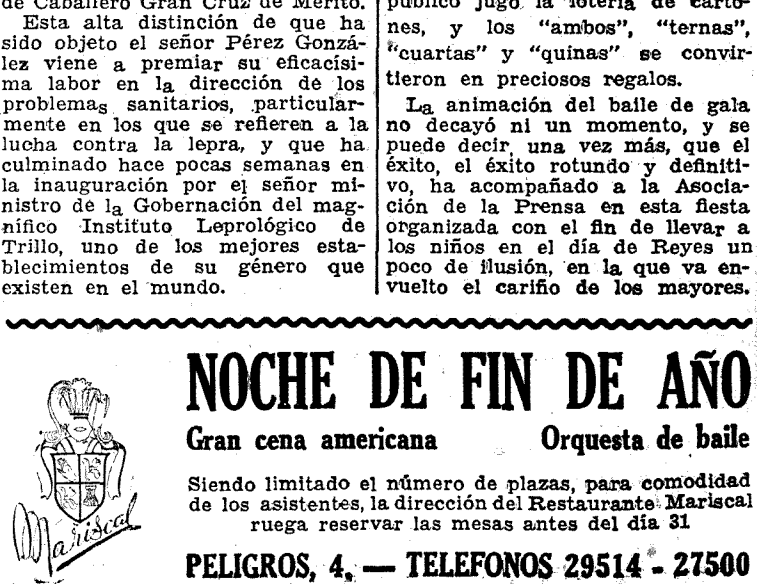 de Caballero Gran Cruz de Mérito.
Esta alta distinción de que ha
sido objeto el señor Pérez Gonzá-
lez viene a premiar su eficacísi-
ma labor en la dirección de los
problemas sanitarios, particular-
mente en los que se refieren a la
lucha contra la lepra, y que ha
culminado hace pocas semanas en
la inauguración por el señor mi-
nistro de la Gobernación del mag-
nífico Instituto Leprológico de
Trillo, uno de los mejores esta-
blecimientos de su género que
existen en el mundo.
público jugó la lotería de carto-
nes, y los “ambos”, “ternas”,
“cuartas” y “quinas” se convir-
tieron en preciosos regalos.
La animación del baile de gala
no decayó ni un momento, y se
puede decir, una vez más, que el
éxito, el éxito rotundo y definiti-
vo, ha acompañado a la Asocia-
ción de la Prensa en esta fiesta
organizada con el fin de llevar a
los niños en el día de Reyes un
poco de ilusión, en la que va en-
vuelto el cariño de los mayores.
Mariscal
NOCHE DE FIN DE AÑO
Gran cena americana Orquesta de baile
Siendo limitado el número de plazas, para comodidad
de los asistentes, la dirección del Restaurante Mariscal
ruega reservar las mesas antes del día 31
PELIGROS, 4. — TELEFONOS 29514 - 27500